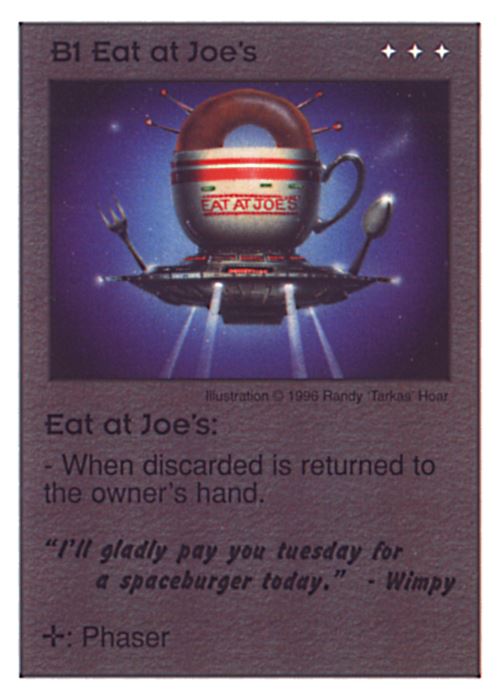 B1 Eat at Joe's
EAT AT JOE'S
Illustration © 1996 Randy 'Tarkas' Hoar
Eat at Joe's:
- When discarded is returned to
the owner's hand.
"I'll gladly pay you tuesday for
a spaceburger today." - Wimpy
✛: Phaser